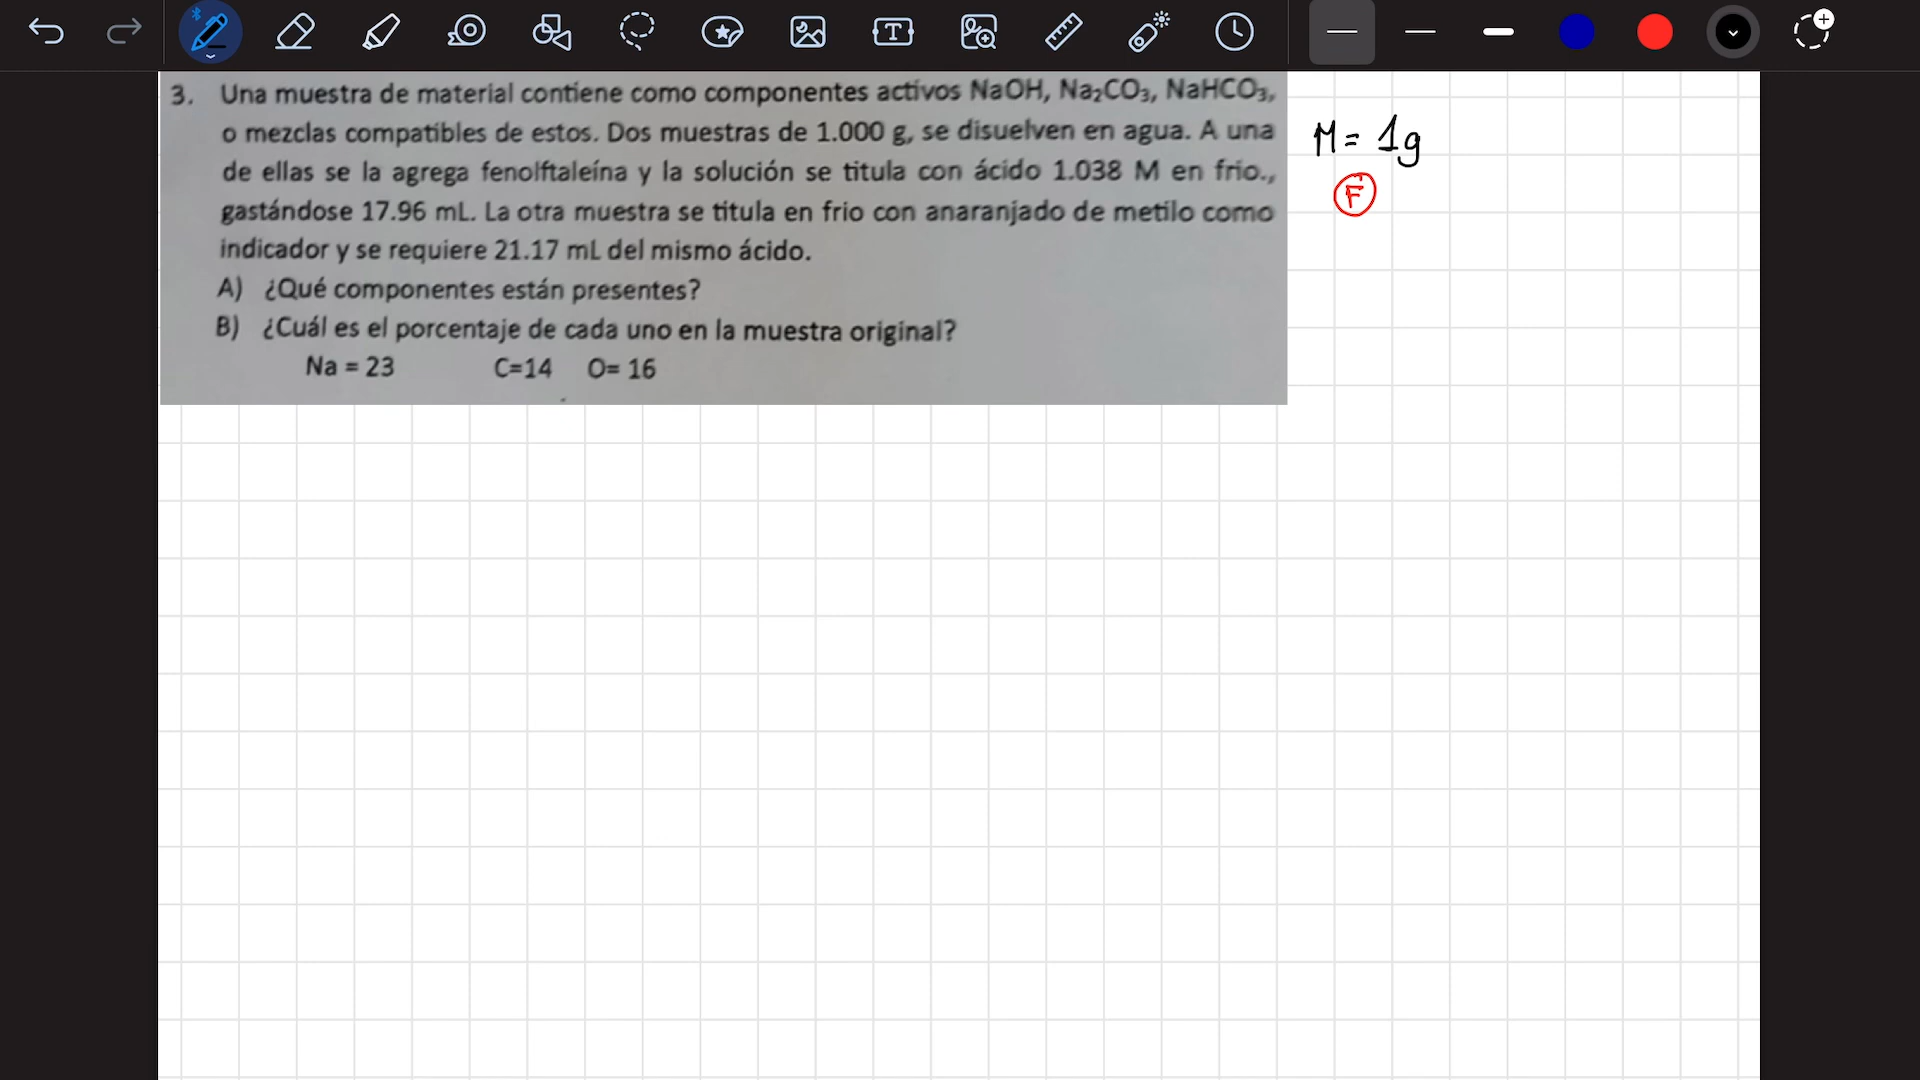 3. Una muestra de material contiene como componentes activos NaOH, Na₂CO₃, NaHCO₃,
o mezclas compatibles de estos. Dos muestras de 1.000 g, se disuelven en agua. A una
de ellas se la agrega fenolftaleína y la solución se titula con ácido 1.038 M en frio.,
gastándose 17.96 mL. La otra muestra se titula en frio con anaranjado de metilo como
indicador y se requiere 21.17 mL del mismo ácido.
A) ¿Qué componentes están presentes?
B) ¿Cuál es el porcentaje de cada uno en la muestra original?
Na = 23 C=14 O= 16
M = 1g
F